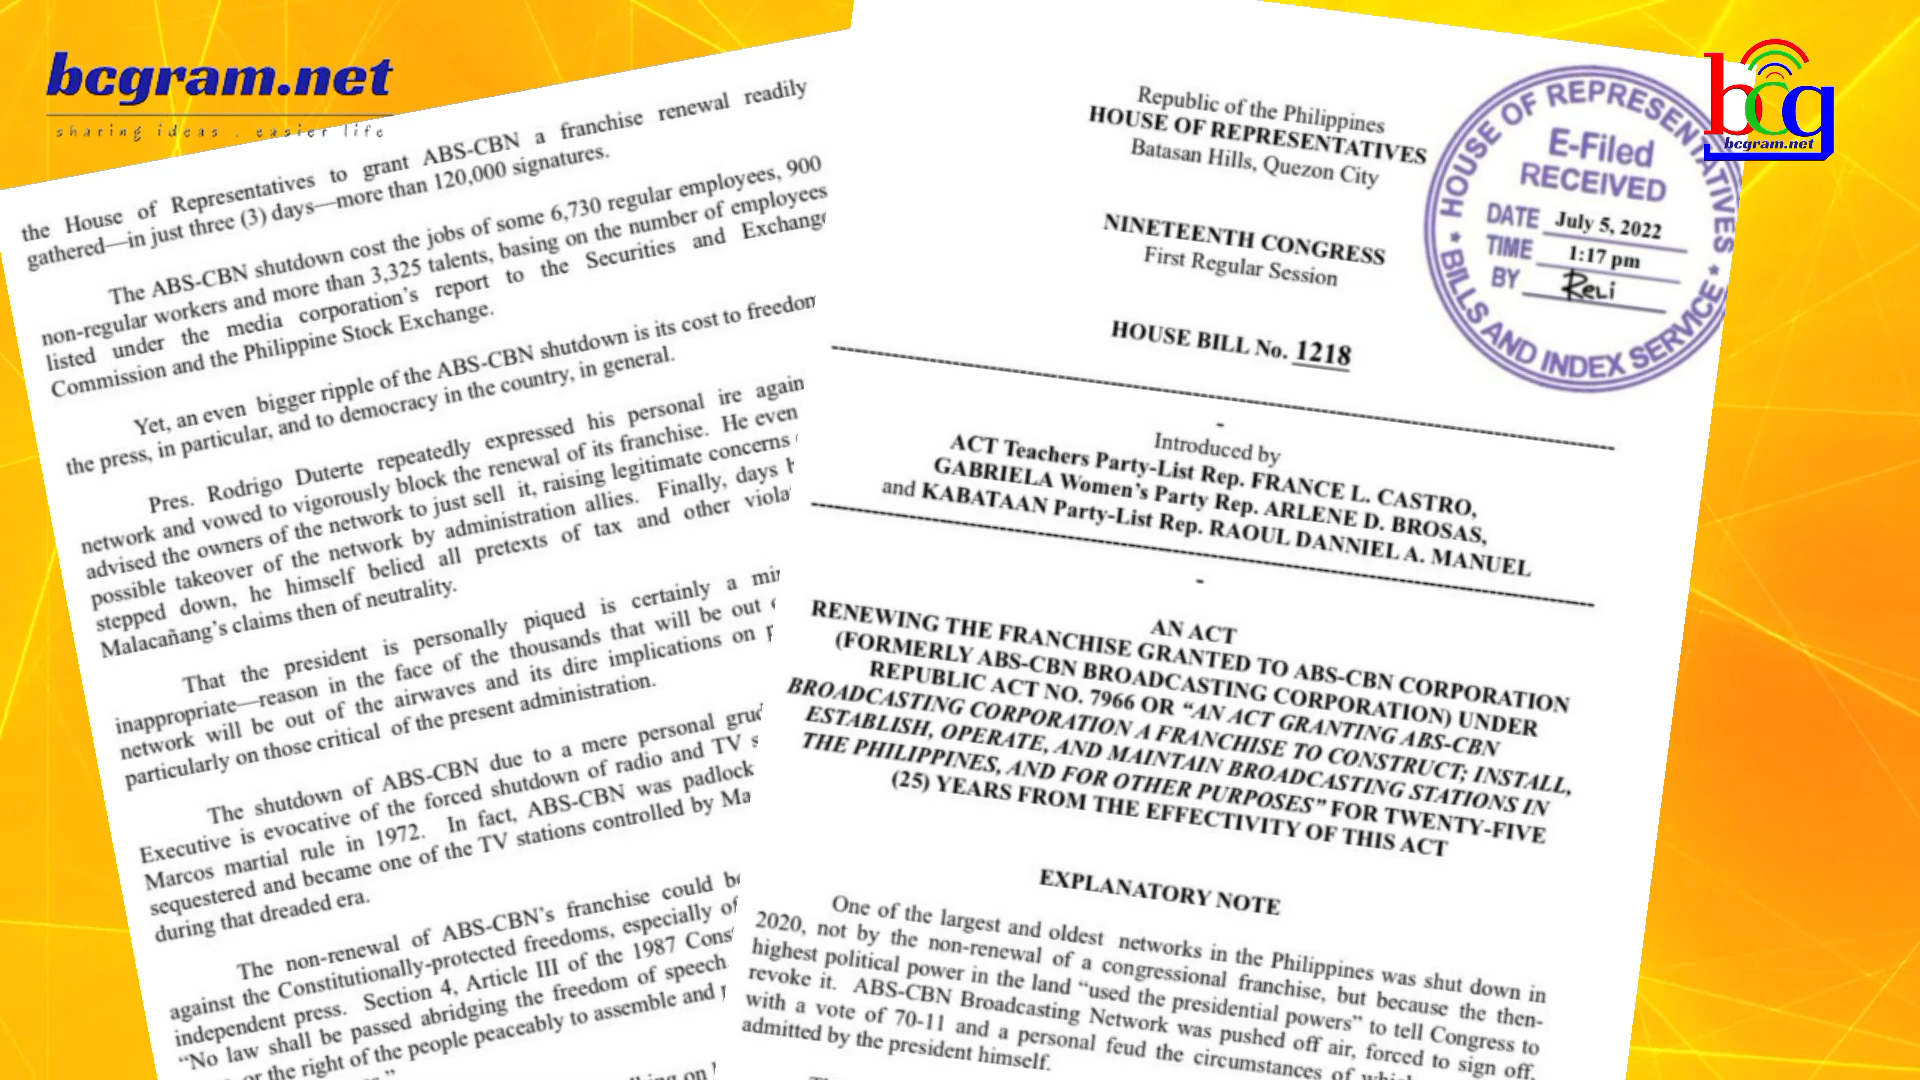 bcgram.net
sharing ideas . easier life
the House of Representatives to grant ABS-CBN a franchise renewal readily
gathered—in just three (3) days—more than 120,000 signatures.
The ABS-CBN shutdown cost the jobs of some 6,730 regular employees, 900
non-regular workers and more than 3,325 talents, basing on the number of employees
listed under the media corporation's report to the Securities and Exchange
Commission and the Philippine Stock Exchange.
Yet, an even bigger ripple of the ABS-CBN shutdown is its cost to freedom
the press, in particular, and to democracy in the country, in general.
Pres. Rodrigo Duterte repeatedly expressed his personal ire again
network and vowed to vigorously block the renewal of its franchise. He even
advised the owners of the network to just sell it, raising legitimate concerns
possible takeover of the network by administration allies. Finally, days
stepped down, he himself belied all pretexts of tax and other viola
Malacañang's claims then of neutrality.
That the president is personally piqued is certainly a
inappropriate—reason in the face of the thousands that will be out
network will be out of the airwaves and its dire implications on
particularly on those critical of the present administration.
The shutdown of ABS-CBN due to a mere personal gru
Executive is evocative of the forced shutdown of radio and TV s
Marcos martial rule in 1972. In fact, ABS-CBN was padlock
sequestered and became one of the TV stations controlled by Ma
during that dreaded era.
The non-renewal of ABS-CBN's franchise could be
against the Constitutionally-protected freedoms, especially of
independent press. Section 4, Article III of the 1987 Cons
"No law shall be passed abridging the freedom of speech
or the right of the people peaceably to assemble and
on
Republic of the Philippines
HOUSE OF REPRESENTATIVES
Batasan Hills, Quezon City
NINETEENTH CONGRESS
First Regular Session
HOUSE BILL No. 1218
HOUSE OF REPRESENTATIVES
E-Filed
RECEIVED
DATE July 5, 2022
TIME 1:17 pm
BY Reli
* BILLS AND INDEX SERVICE *
bcg
bcgram.net
-
Introduced by
ACT Teachers Party-List Rep. FRANCE L. CASTRO,
GABRIELA Women's Party Rep. ARLENE D. BROSAS,
and KABATAAN Party-List Rep. RAOUL DANNIEL A. MANUEL
-
AN ACT
RENEWING THE FRANCHISE GRANTED TO ABS-CBN CORPORATION
(FORMERLY ABS-CBN BROADCASTING CORPORATION) UNDER
REPUBLIC ACT NO. 7966 OR "AN ACT GRANTING ABS-CBN
BROADCASTING CORPORATION A FRANCHISE TO CONSTRUCT; INSTALL,
ESTABLISH, OPERATE, AND MAINTAIN BROADCASTING STATIONS IN
THE PHILIPPINES, AND FOR OTHER PURPOSES" FOR TWENTY-FIVE
(25) YEARS FROM THE EFFECTIVITY OF THIS ACT
EXPLANATORY NOTE
One of the largest and oldest networks in the Philippines was shut down in
2020, not by the non-renewal of a congressional franchise, but because the then-
highest political power in the land "used the presidential powers" to tell Congress to
revoke it. ABS-CBN Broadcasting Network was pushed off air, forced to sign off,
with a vote of 70-11 and a personal feud the circumstances of
admitted by the president himself.